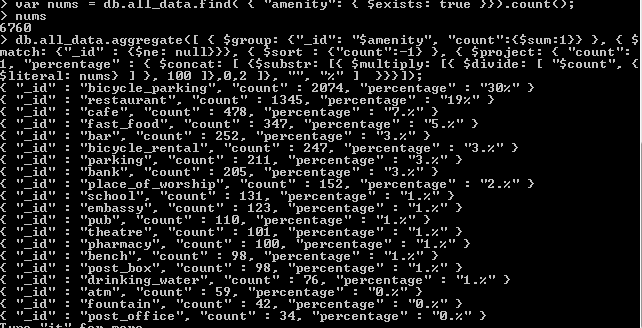 > var nums = db.all_data.find( { "amenity": { $exists: true }}).count();
> nums
6760
> db.all_data.aggregate([ { $group: {"_id": "$amenity", "count":{$sum:1}} }, { $
match: {"_id" : {$ne: null}}}, { $sort : {"count":-1} }, { $project: { "count":
1, "percentage" : { $concat: [ {$substr: [{ $multiply: [{ $divide: [ "$count", {
$literal: nums} ] }, 100 ]},0,2 ]}, "", "%" ]  }}}]);
{ "_id" : "bicycle_parking", "count" : 2074, "percentage" : "30%" }
{ "_id" : "restaurant", "count" : 1345, "percentage" : "19%" }
{ "_id" : "cafe", "count" : 478, "percentage" : "7.%" }
{ "_id" : "fast_food", "count" : 347, "percentage" : "5.%" }
{ "_id" : "bar", "count" : 252, "percentage" : "3.%" }
{ "_id" : "bicycle_rental", "count" : 247, "percentage" : "3.%" }
{ "_id" : "parking", "count" : 211, "percentage" : "3.%" }
{ "_id" : "bank", "count" : 205, "percentage" : "3.%" }
{ "_id" : "place_of_worship", "count" : 152, "percentage" : "2.%" }
{ "_id" : "school", "count" : 131, "percentage" : "1.%" }
{ "_id" : "embassy", "count" : 123, "percentage" : "1.%" }
{ "_id" : "pub", "count" : 110, "percentage" : "1.%" }
{ "_id" : "theatre", "count" : 101, "percentage" : "1.%" }
{ "_id" : "pharmacy", "count" : 100, "percentage" : "1.%" }
{ "_id" : "bench", "count" : 98, "percentage" : "1.%" }
{ "_id" : "post_box", "count" : 98, "percentage" : "1.%" }
{ "_id" : "drinking_water", "count" : 76, "percentage" : "1.%" }
{ "_id" : "atm", "count" : 59, "percentage" : "0.%" }
{ "_id" : "fountain", "count" : 42, "percentage" : "0.%" }
{ "_id" : "post_office", "count" : 34, "percentage" : "0.%" }
Type "it" for more